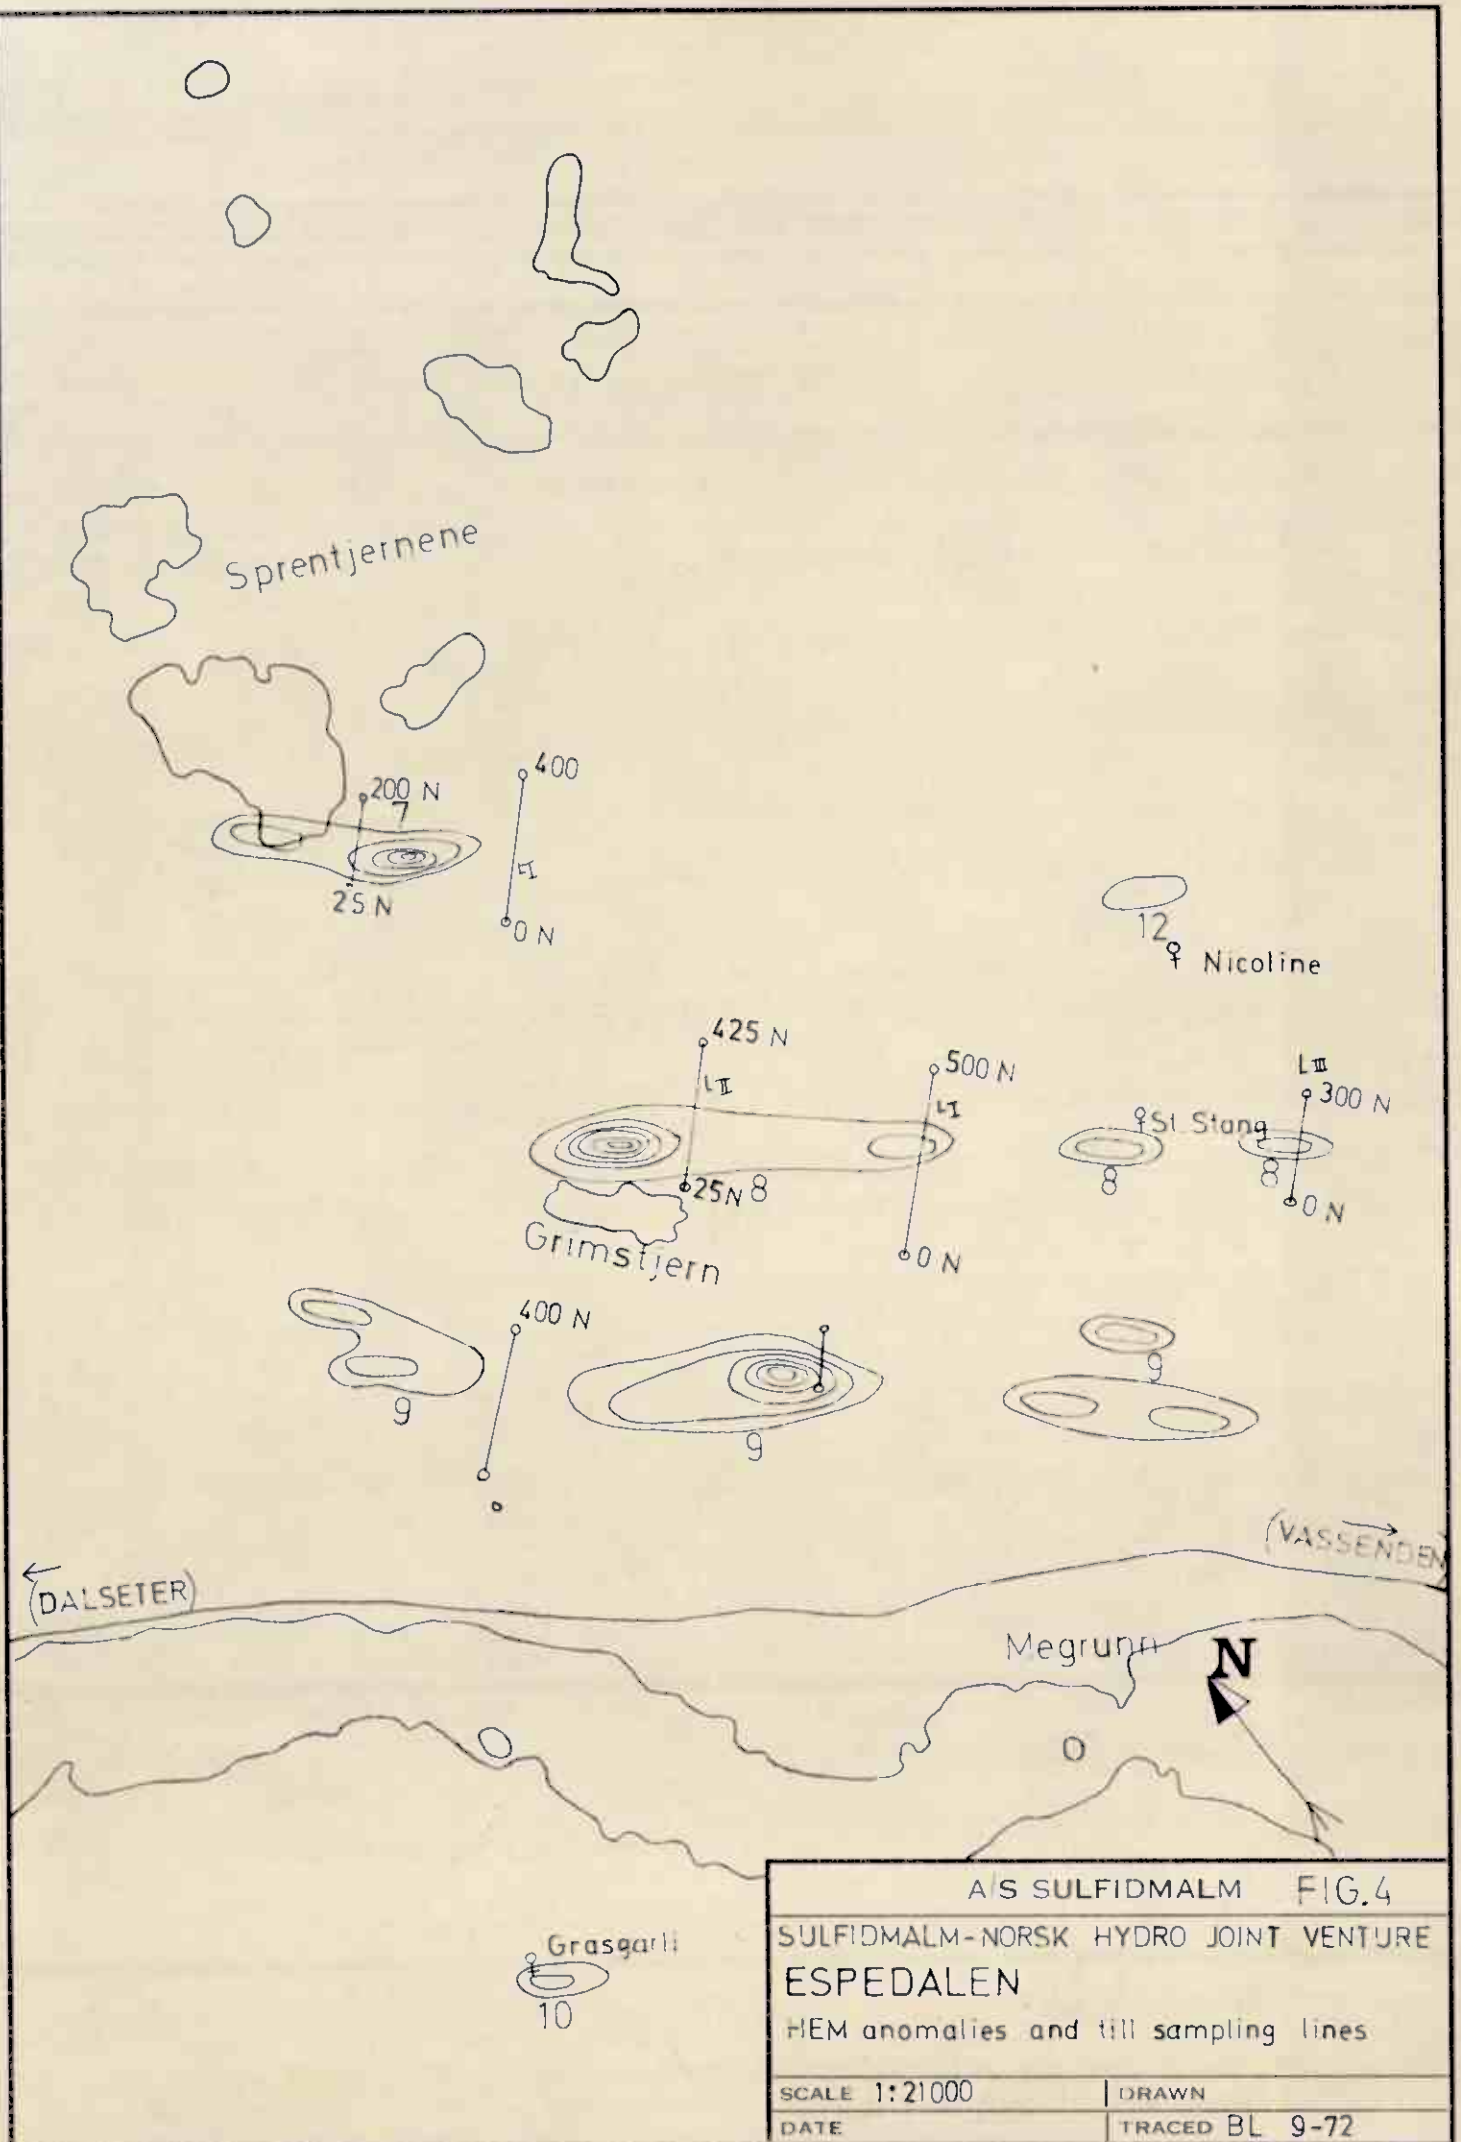 Sprentjernene
400
200 N
7
LI
25 N
0 N
12
Nicoline
425 N
500 N
LII
LIII
300 N
LI
St. Stang
8
8
25N 8
0 N
Grimstjern
0 N
400 N
9
9
9
(VASSENDEN)
(DALSETER)
Megrunn
N
Grasgarli
10
A/S SULFIDMALM FIG.4
SULFIDMALM-NORSK HYDRO JOINT VENTURE
ESPEDALEN
HEM anomalies and till sampling lines
SCALE 1:21000 DRAWN
DATE TRACED BL 9-72